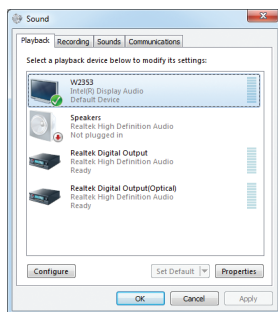 Sound
Playback Recording Sounds Communications
Select a playback device below to modify its settings:
W2353
Intel(R) Display Audio
Default Device
Speakers
Realtek High Definition Audio
Not plugged in
Realtek Digital Output
Realtek High Definition Audio
Ready
Realtek Digital Output(Optical)
Realtek High Definition Audio
Ready
Configure Set Default Properties
OK Cancel Apply